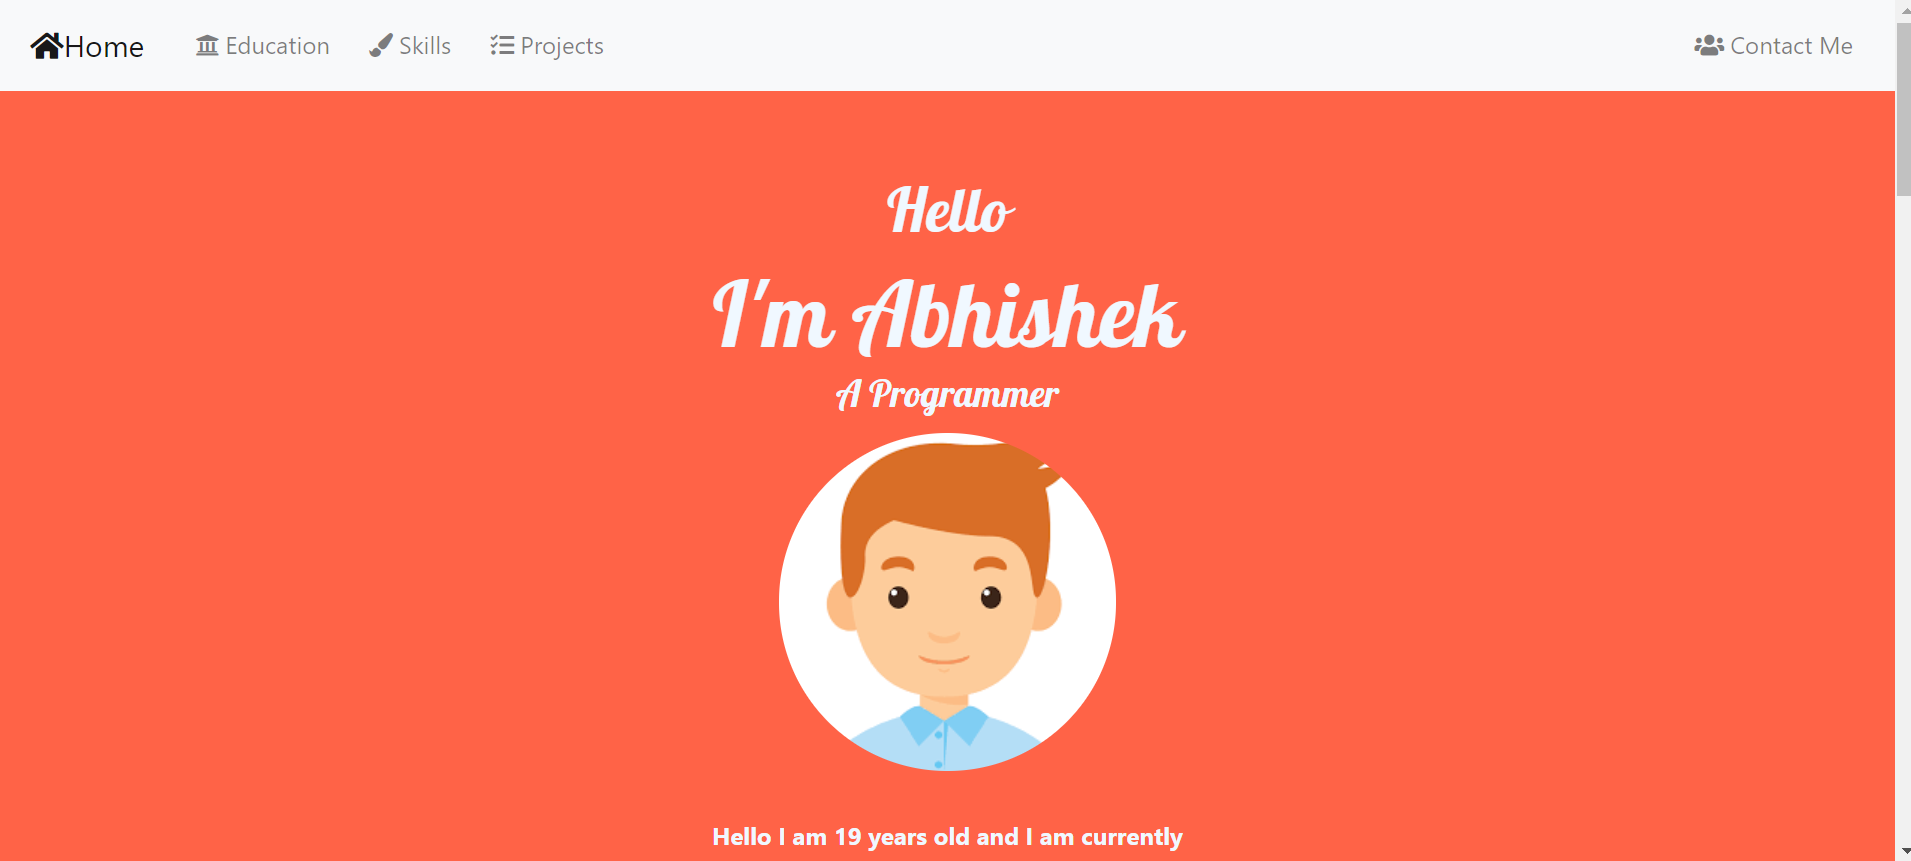 Home Education Skills Projects Contact Me
Hello
I'm Abhishek
A Programmer
Hello I am 19 years old and I am currently